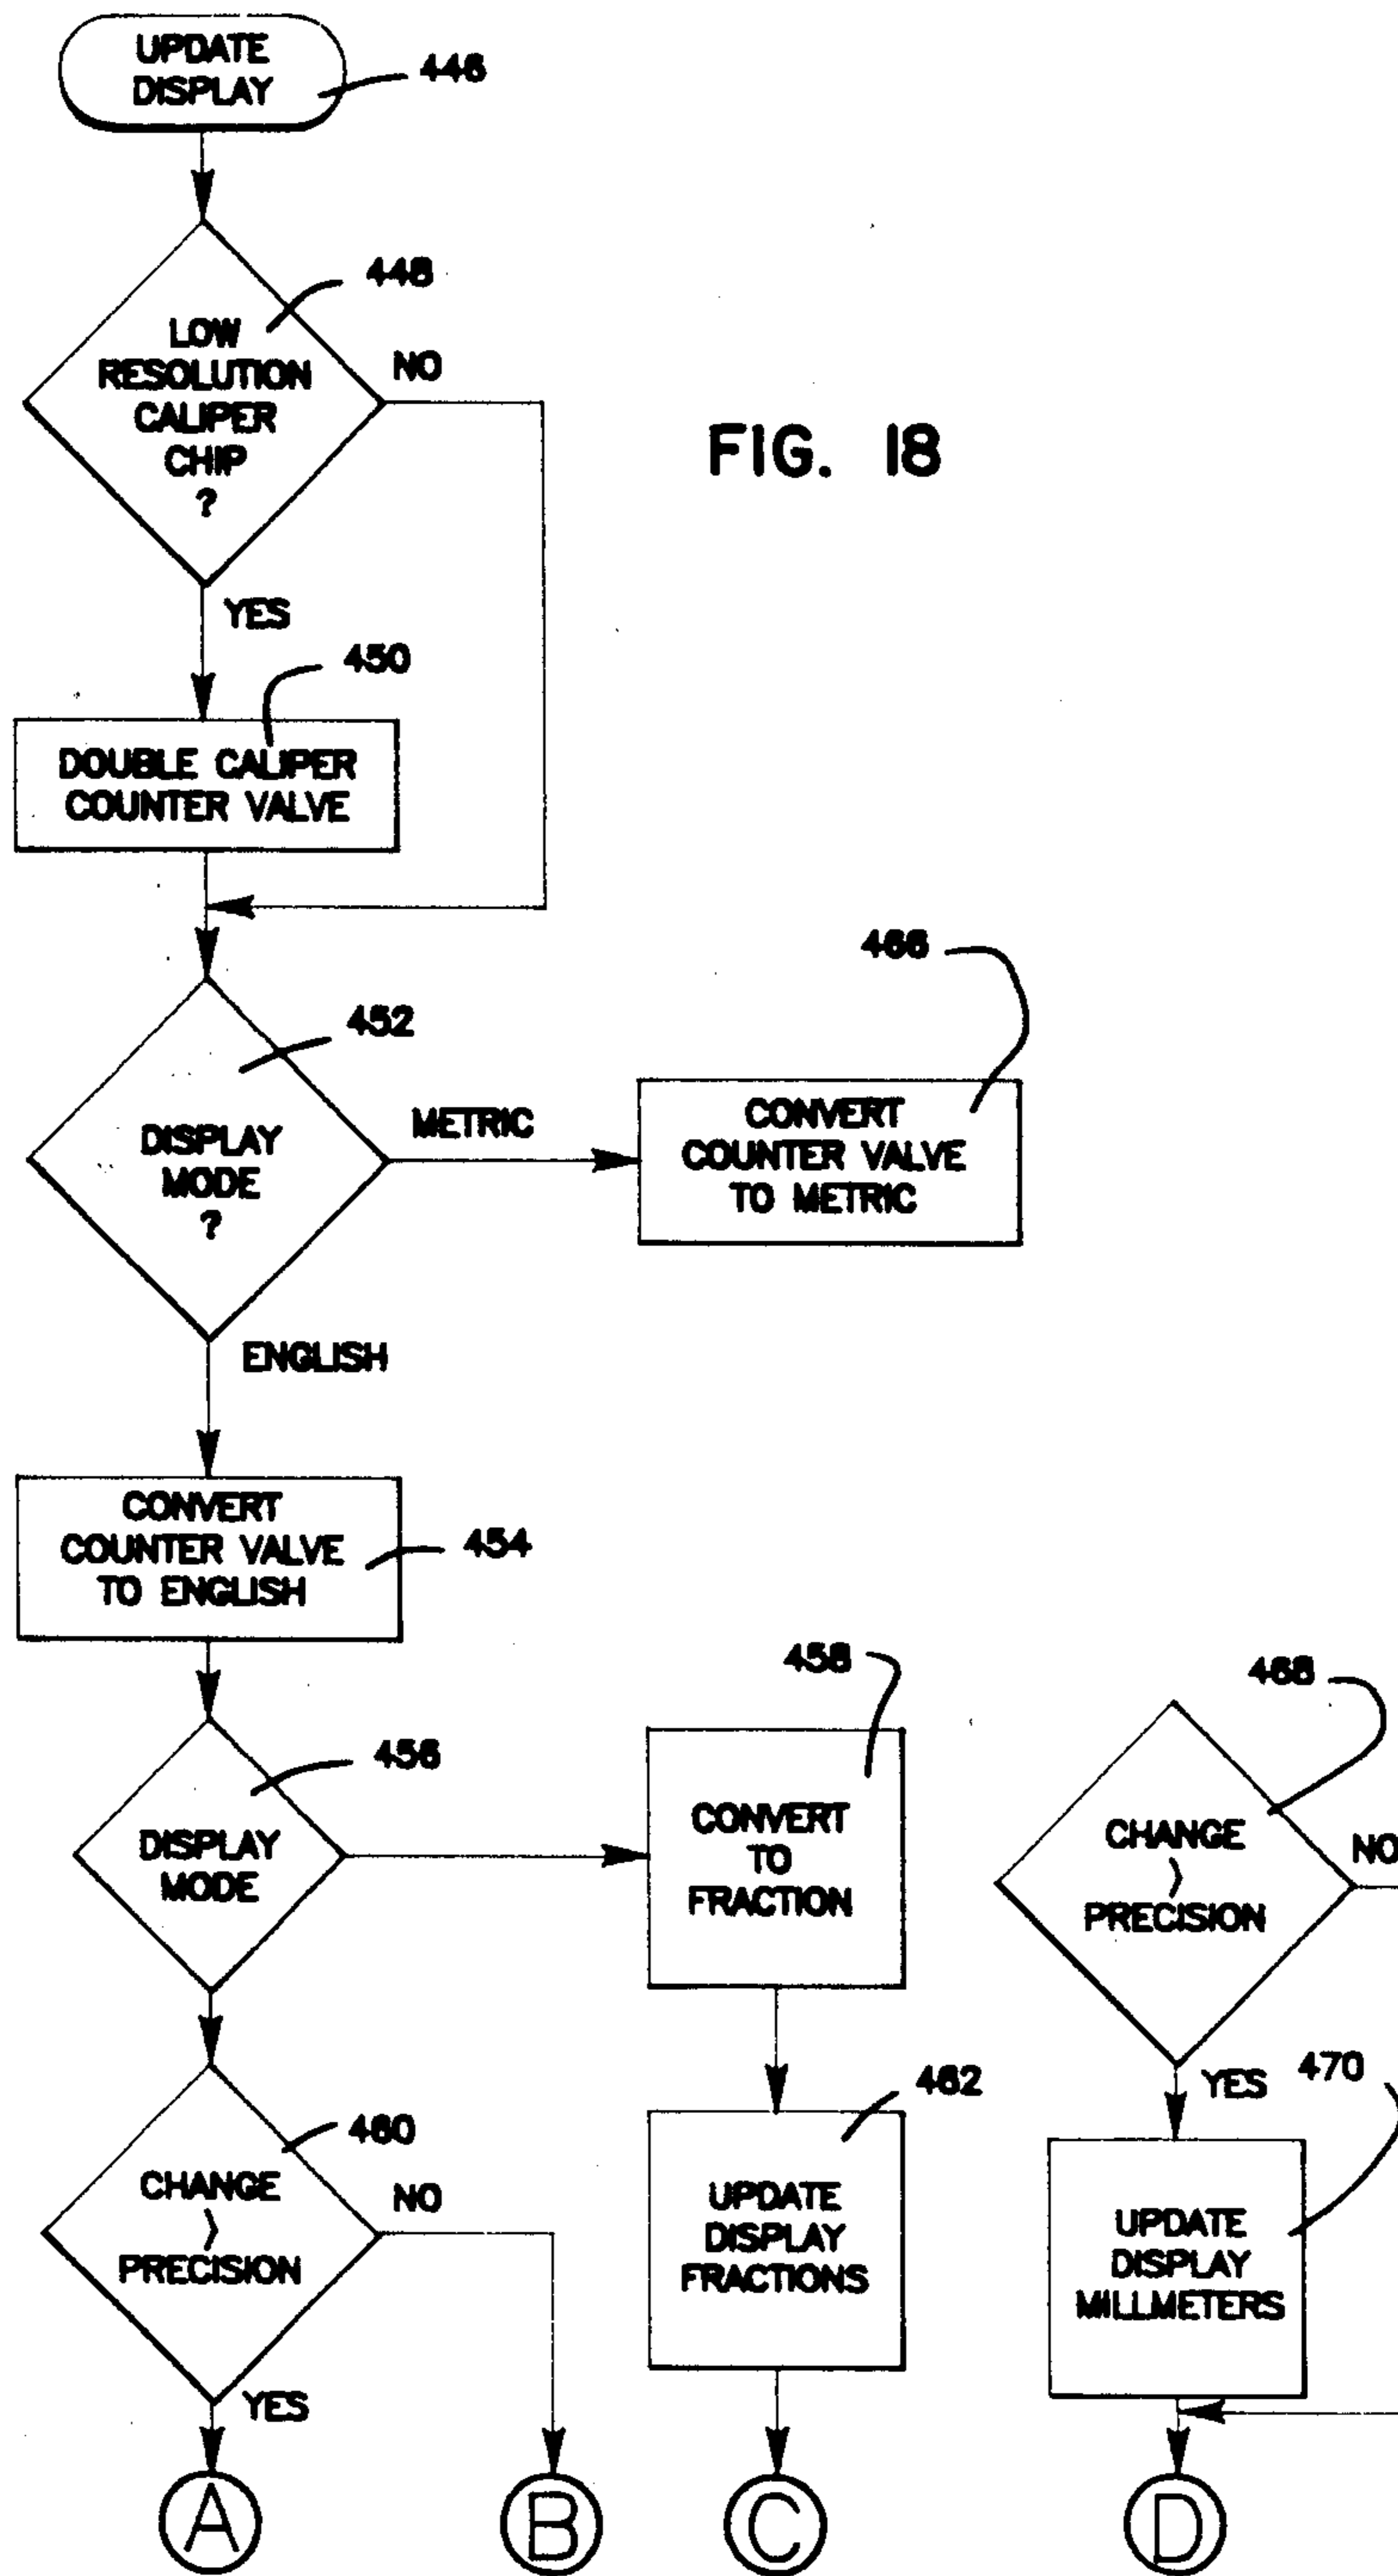 UPDATE
DISPLAY
446
448
LOW
RESOLUTION
CALIPER
CHIP
?
NO
FIG. 18
YES
450
DOUBLE CALIPER
COUNTER VALVE
466
452
DISPLAY
MODE
?
METRIC
CONVERT
COUNTER VALVE
TO METRIC
ENGLISH
CONVERT
COUNTER VALVE
TO ENGLISH
454
458
468
456
DISPLAY
MODE
CONVERT
TO
FRACTION
CHANGE
>
PRECISION
NO
460
CHANGE
>
PRECISION
NO
462
YES
470
UPDATE
DISPLAY
FRACTIONS
UPDATE
DISPLAY
MILLMETERS
YES
A
B
C
D